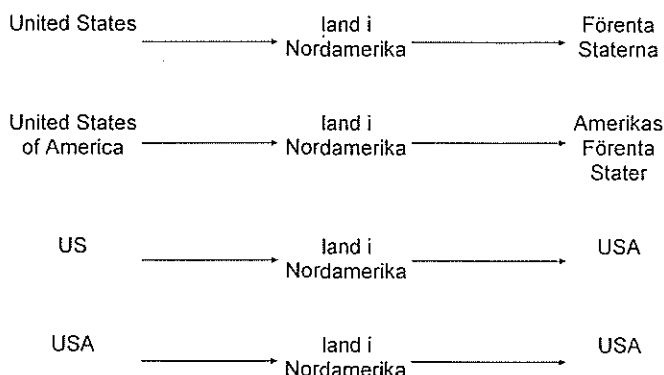 United States
land i
Nordamerika
Förenta
Staterna
United States
of America
land i
Nordamerika
Amerikas
Förenta
Stater
US
land i
Nordamerika
USA
USA
land i
Nordamerika
USA